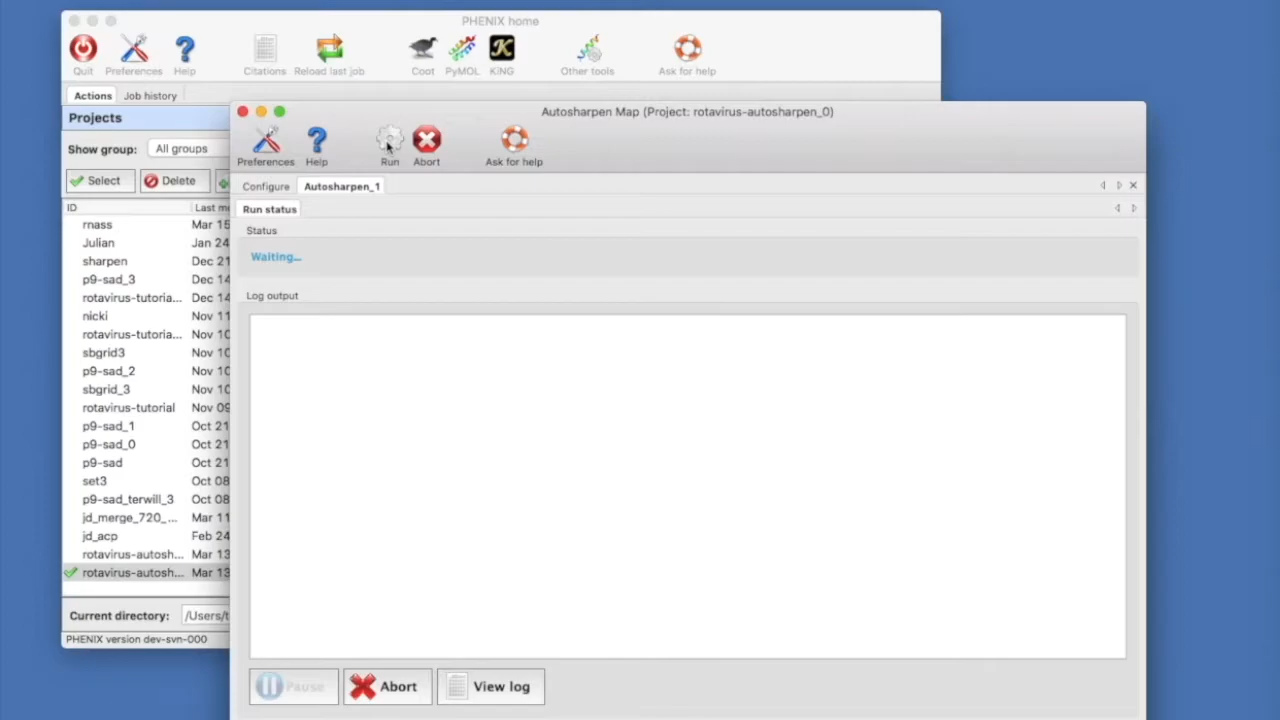 PHENIX home
Quit Preferences Help Citations Reload last job Coot PyMOL KiNG Other tools Ask for help
Actions Job history
Projects
Show group: All groups
Select Delete
ID Last m
rnass Mar 15
Julian Jan 24
sharpen Dec 21
p9-sad_3 Dec 14
rotavirus-tutoria... Dec 14
nicki Nov 11
rotavirus-tutoria... Nov 10
sbgrid3 Nov 10
p9-sad_2 Nov 10
sbgrid_3 Nov 10
rotavirus-tutorial Nov 09
p9-sad_1 Oct 21
p9-sad_0 Oct 21
p9-sad Oct 21
set3 Oct 08
p9-sad_terwill_3 Oct 08
jd_merge_720_... Mar 11
jd_acp Feb 24
rotavirus-autosh... Mar 13
rotavirus-autosh... Mar 13
Current directory: /Users/t
PHENIX version dev-svn-000
Autosharpen Map (Project: rotavirus-autosharpen_0)
Preferences Help Run Abort Ask for help
Configure Autosharpen_1
Run status
Status
Waiting...
Log output
Pause Abort View log